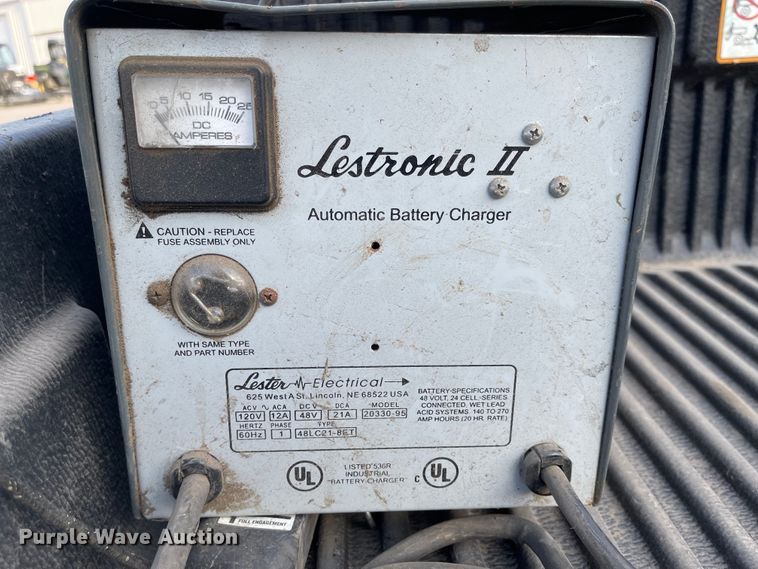 0 5 10 15 20 25
DC
AMPERES
Lestronic II
Automatic Battery Charger
CAUTION - REPLACE
FUSE ASSEMBLY ONLY
WITH SAME TYPE
AND PART NUMBER
Lester Electrical
625 West A St. Lincoln, NE 68522 USA
ACV ACA DCV DCA MODEL
120V 12A 48V 21A 20330-95
HERTZ PHASE TYPE
60Hz 1 48LC21-8ET
BATTERY-SPECIFICATIONS
48 VOLT, 24 CELL-SERIES
CONNECTED, WET LEAD
ACID SYSTEMS. 140 TO 270
AMP HOURS (20 HR. RATE)
UL
LISTED 536R
INDUSTRIAL
"BATTERY-CHARGER"
C UL
FULL ENGAGEMENT
Purple Wave Auction